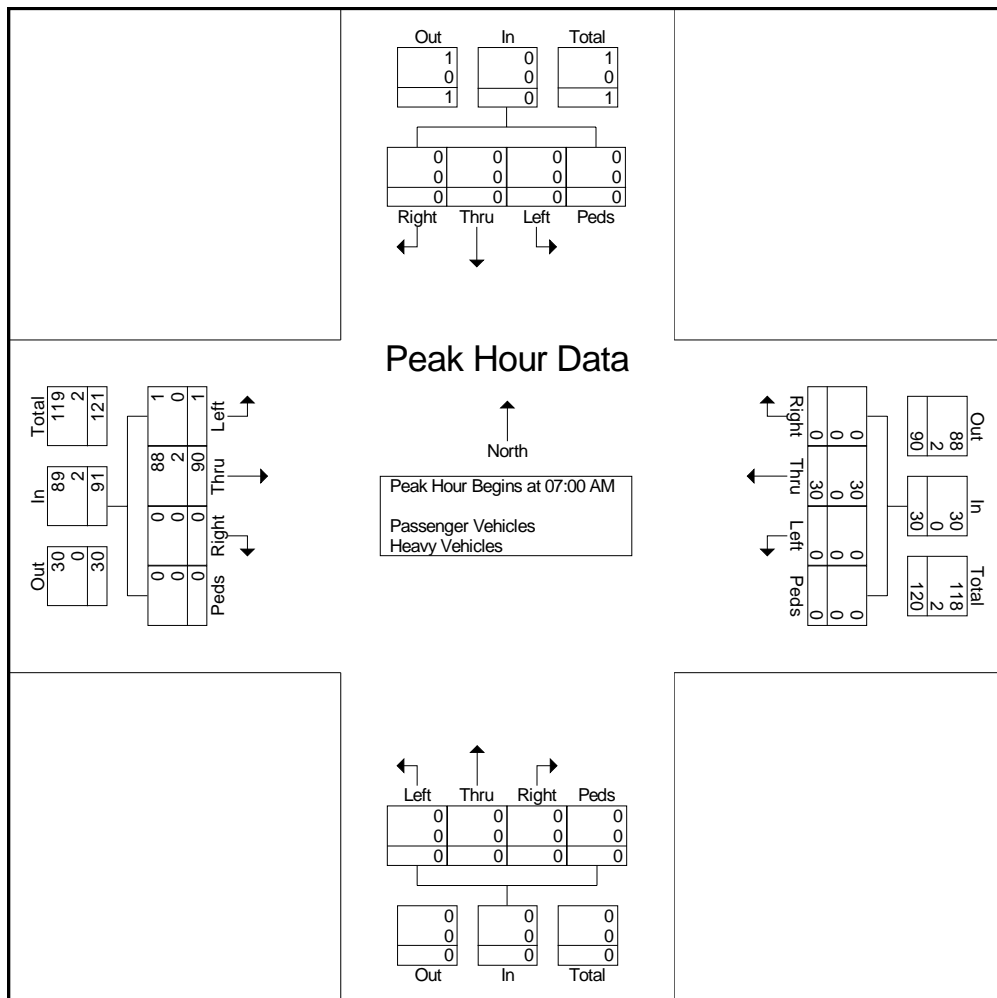 Out In Total
1 0 1
0 0 0
1 0 1
0 0 0 0
0 0 0 0
0 0 0 0
Right Thru Left Peds
Peak Hour Data
North
Peak Hour Begins at 07:00 AM
Passenger Vehicles
Heavy Vehicles
Total In Out
119 89 30
2 2 0
121 91 30
1 88 0 0
0 2 0 0
1 90 0 0
Left Thru Right Peds
Out In Total
88 30 118
2 0 2
90 30 120
0 30 0 0
0 0 0 0
0 30 0 0
Right Thru Left Peds
Left Thru Right Peds
0 0 0 0
0 0 0 0
0 0 0 0
0 0 0
0 0 0
0 0 0
Out In Total